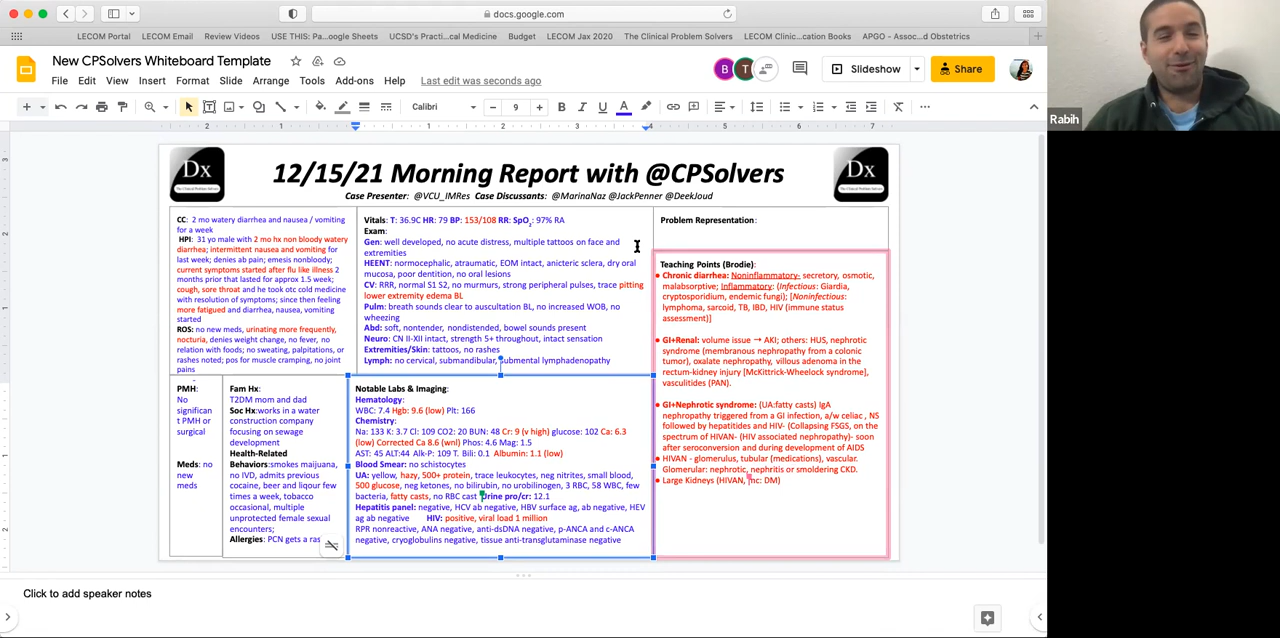 docs.google.com
LECOM Portal LECOM Email Review Videos USE THIS: Pa...oogle Sheets UCSD's Practi...cal Medicine Budget LECOM Jax 2020 The Clinical Problem Solvers LECOM Clinic...cation Books APGO - Assoc...d Obstetrics
New CPSolvers Whiteboard Template
File Edit View Insert Format Slide Arrange Tools Add-ons Help Last edit was seconds ago
B T Slideshow Share
Calibri 9 B I U A
2 1 1 2 3 4 5 6 7
Rabih
Dx
The Clinical Problem Solvers
12/15/21 Morning Report with @CPSolvers
Case Presenter: @VCU_IMRes Case Discussants: @MarinaNaz @JackPenner @DeekJoud
Dx
The Clinical Problem Solvers
CC: 2 mo watery diarrhea and nausea / vomiting
for a week
HPI: 31 yo male with 2 mo hx non bloody watery
diarrhea; intermittent nausea and vomiting for
last week; denies ab pain; emesis nonbloody;
current symptoms started after flu like illness 2
months prior that lasted for approx 1.5 week;
cough, sore throat and he took otc cold medicine
with resolution of symptoms; since then feeling
more fatigued and diarrhea, nausea, vomiting
started
ROS: no new meds, urinating more frequently,
nocturia, denies weight change, no fever, no
relation with foods; no sweating, palpitations, or
rashes noted; pos for muscle cramping, no joint
pains
Vitals: T: 36.9C HR: 79 BP: 153/108 RR: SpO2: 97% RA
Exam:
Gen: well developed, no acute distress, multiple tattoos on face and
extremities
HEENT: normocephalic, atraumatic, EOM intact, anicteric sclera, dry oral
mucosa, poor dentition, no oral lesions
CV: RRR, normal S1 S2, no murmurs, strong peripheral pulses, trace pitting
lower extremity edema BL
Pulm: breath sounds clear to auscultation BL, no increased WOB, no
wheezing
Abd: soft, nontender, nondistended, bowel sounds present
Neuro: CN II-XII intact, strength 5+ throughout, intact sensation
Extremities/Skin: tattoos, no rashes
Lymph: no cervical, submandibular, submental lymphadenopathy
Problem Representation:
Teaching Points (Brodie):
Chronic diarrhea: Noninflammatory- secretory, osmotic,
malabsorptive; Inflammatory: (Infectious: Giardia,
cryptosporidium, endemic fungi); [Noninfectious:
lymphoma, sarcoid, TB, IBD, HIV (immune status
assessment)]
GI+Renal: volume issue → AKI; others: HUS, nephrotic
syndrome (membranous nephropathy from a colonic
tumor), oxalate nephropathy, villous adenoma in the
rectum-kidney injury [McKittrick-Wheelock syndrome],
vasculitides (PAN).
GI+Nephrotic syndrome: (UA:fatty casts) IgA
nephropathy triggered from a GI infection, a/w celiac , NS
followed by hepatitides and HIV- (Collapsing FSGS,
on the spectrum of HIVAN- (HIV associated nephropathy)- soon
after seroconversion and during development of AIDS
HIVAN - glomerulus, tubular (medications), vascular.
Glomerular: nephrotic, nephritis or smoldering CKD.
Large Kidneys (HIVAN, inc: DM)
PMH:
No
significan
t PMH or
surgical
Meds: no
new
meds
Fam Hx:
T2DM mom and dad
Soc Hx:works in a water
construction company
focusing on sewage
development
Health-Related
Behaviors:smokes maijuana,
no IVD, admits previous
cocaine, beer and liqour few
times a week, tobacco
occasional, multiple
unprotected female sexual
encounters;
Allergies: PCN gets a ras
Notable Labs & Imaging:
Hematology:
WBC: 7.4 Hgb: 9.6 (low) Plt: 166
Chemistry:
Na: 133 K: 3.7 Cl: 109 CO2: 20 BUN: 48 Cr: 9 (v high) glucose: 102 Ca: 6.3
(low) Corrected Ca 8.6 (wnl) Phos: 4.6 Mag: 1.5
AST: 45 ALT:44 Alk-P: 109 T. Bili: 0.1 Albumin: 1.1 (low)
Blood Smear: no schistocytes
UA: yellow, hazy, 500+ protein, trace leukocytes, neg nitrites, small blood,
500 glucose, neg ketones, no bilirubin, no urobilinogen, 3 RBC, 58 WBC, few
bacteria, fatty casts, no RBC cast Urine pro/cr: 12.1
Hepatitis panel: negative, HCV ab negative, HBV surface ag, ab negative, HEV
ag ab negative HIV: positive, viral load 1 million
RPR nonreactive, ANA negative, anti-dsDNA negative, p-ANCA and c-ANCA
negative, cryoglobulins negative, tissue anti-transglutaminase negative
Click to add speaker notes